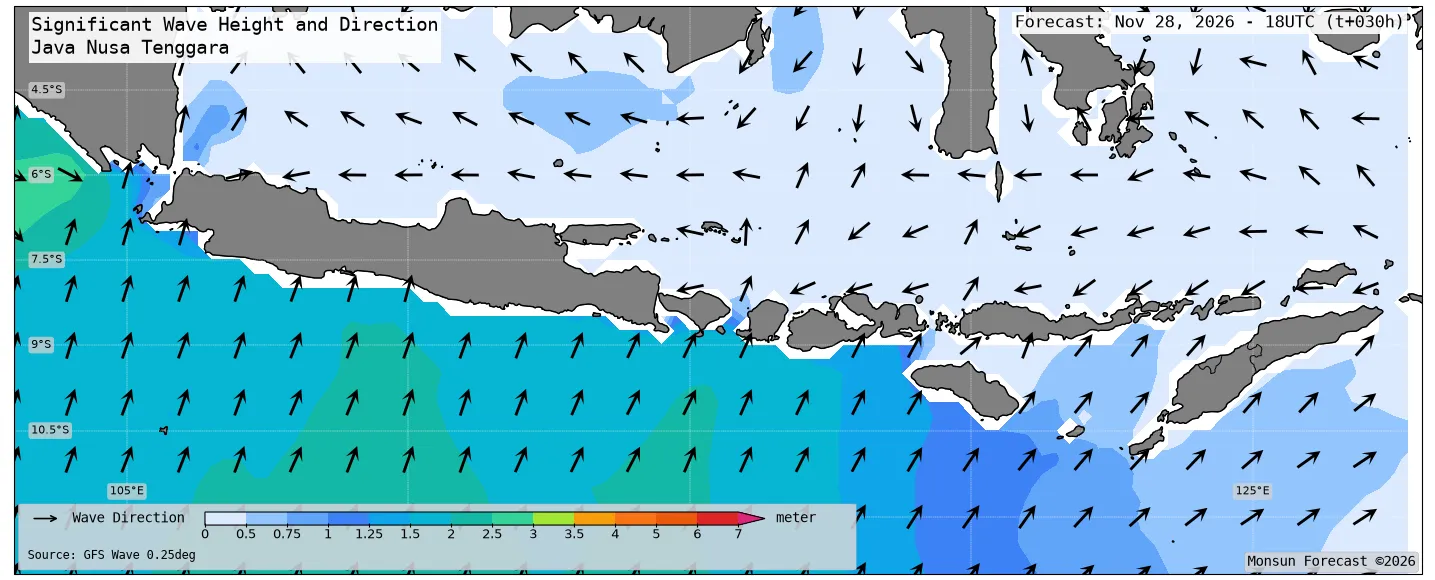 Significant Wave Height and Direction
Java Nusa Tenggara
Forecast: Nov 28, 2026 - 18UTC (t+030h)
4.5°S
6°S
7.5°S
9°S
10.5°S
105°E
125°E
Wave Direction
0 0.5 0.75 1 1.25 1.5 2 2.5 3 3.5 4 5 6 7
meter
Source: GFS Wave 0.25deg
Monsun Forecast ©2026